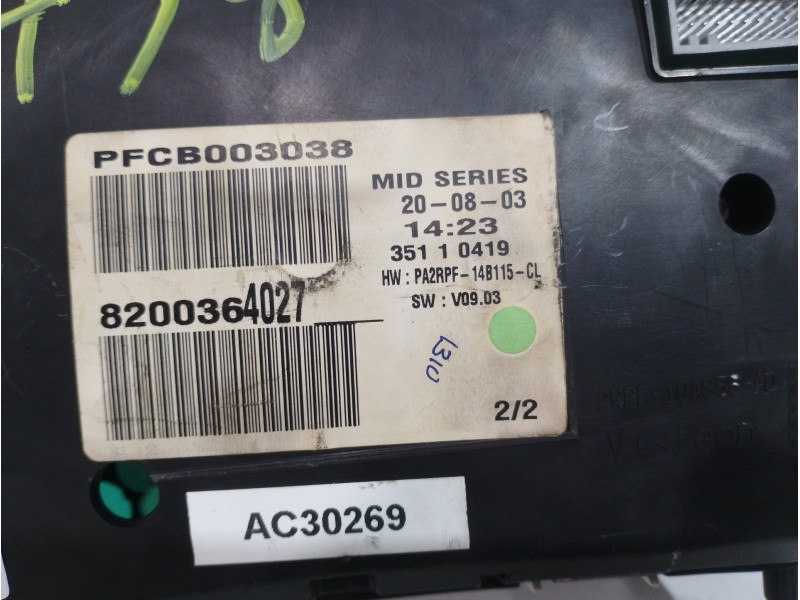 PFCB003038
MID SERIES
20-08-03
14:23
351 1 0419
HW : PA2RPF-14B115-CL
SW : V09.03
8200364027
2/2
AC30269